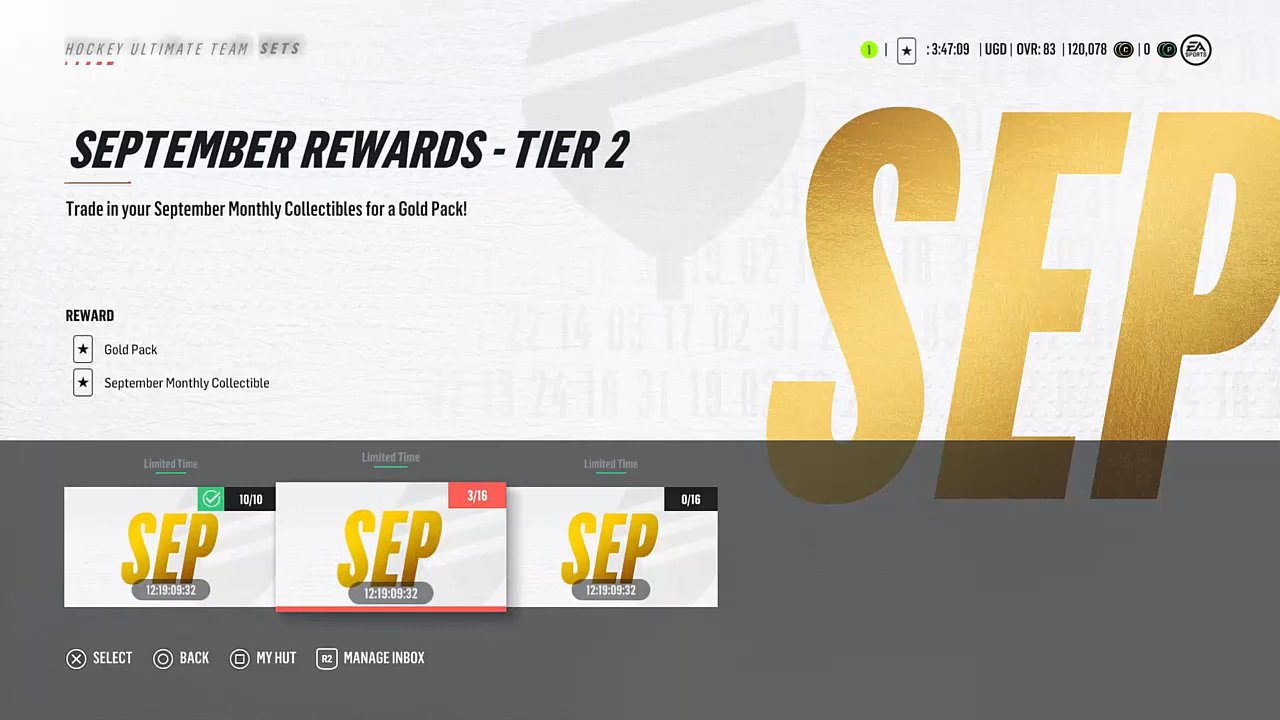 HOCKEY ULTIMATE TEAM SETS
1 | ★ : 3:47:09 | UGD | OVR: 83 | 120,078 C | 0 P EA SPORTS
SEPTEMBER REWARDS - TIER 2
Trade in your September Monthly Collectibles for a Gold Pack!
SEP
REWARD
★ Gold Pack
★ September Monthly Collectible
Limited Time
Limited Time
Limited Time
10/10
3/16
0/16
SEP
SEP
SEP
12:19:09:32
12:19:09:32
12:19:09:32
SELECT BACK MY HUT R2 MANAGE INBOX